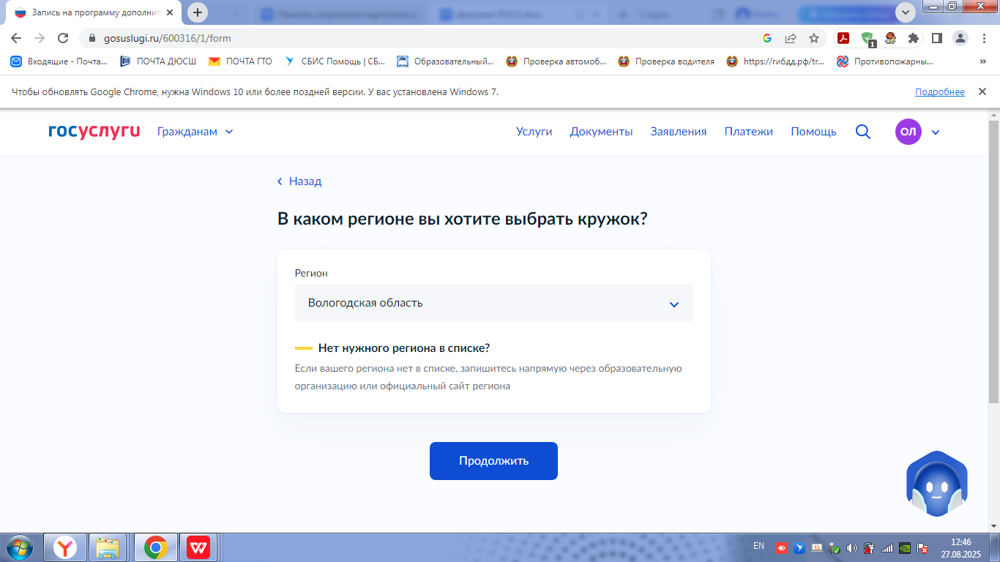 Запись на программу дополнит
gosuslugi.ru/600316/1/form
1
Входящие - Почта...
ПОЧТА ДЮСШ
ПОЧТА ГТО
СБИС Помощь | СБ...
Образовательный...
Проверка автомоб...
Проверка водителя
https://гибдд.рф/tr...
Противопожарны...
»
Чтобы обновлять Google Chrome, нужна Windows 10 или более поздней версии. У вас установлена Windows 7.
Подробнее
госуслуги
Гражданам
Услуги
Документы
Заявления
Платежи
Помощь
ОЛ
Назад
В каком регионе вы хотите выбрать кружок?
Регион
Вологодская область
Нет нужного региона в списке?
Если вашего региона нет в списке, запишитесь напрямую через образовательную
организацию или официальный сайт региона
Продолжить
EN
12:46
27.08.2025